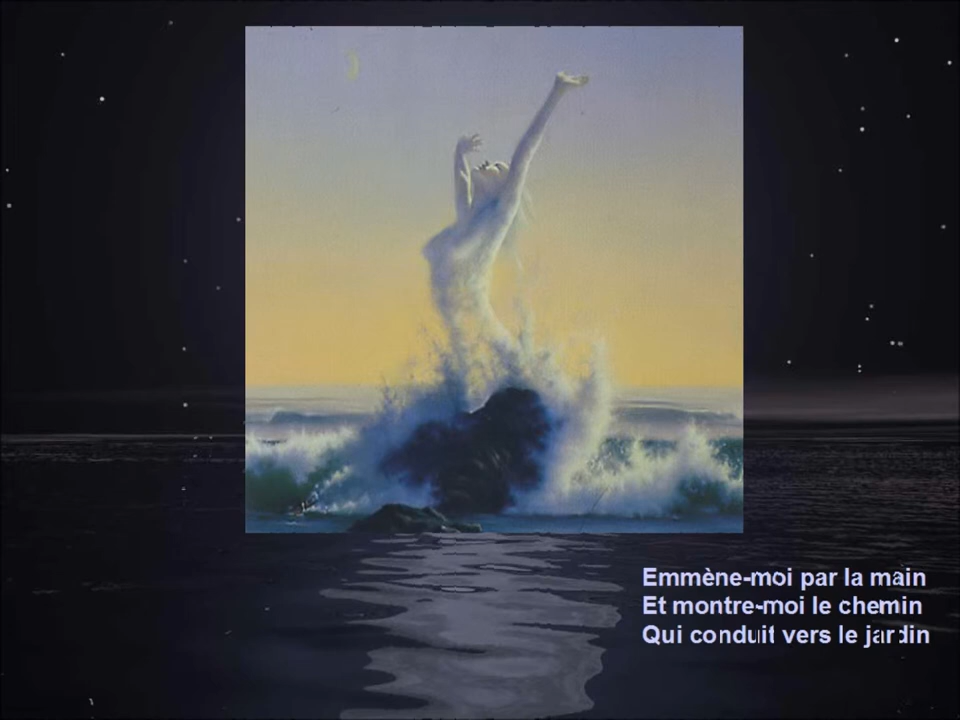 Emmène-moi par la main
Et montre-moi le chemin
Qui conduit vers le jardin